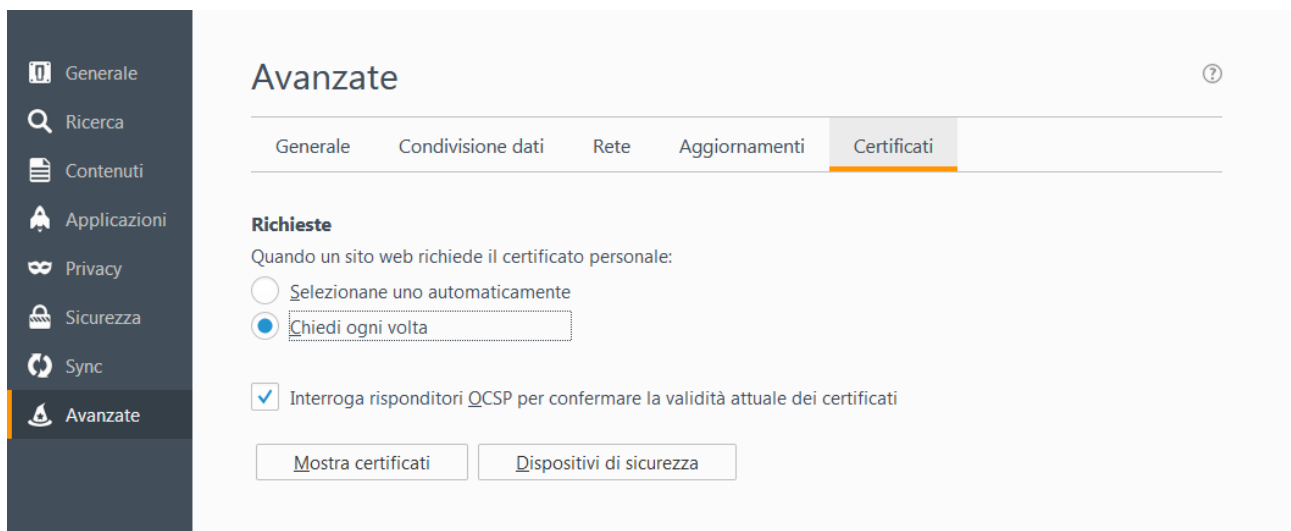 Generale
Ricerca
Contenuti
Applicazioni
Privacy
Sicurezza
Sync
Avanzate
Avanzate
?
Generale Condivisione dati Rete Aggiornamenti Certificati
Richieste
Quando un sito web richiede il certificato personale:
Selezionane uno automaticamente
Chiedi ogni volta
Interroga risponditori OCSP per confermare la validità attuale dei certificati
Mostra certificati Dispositivi di sicurezza